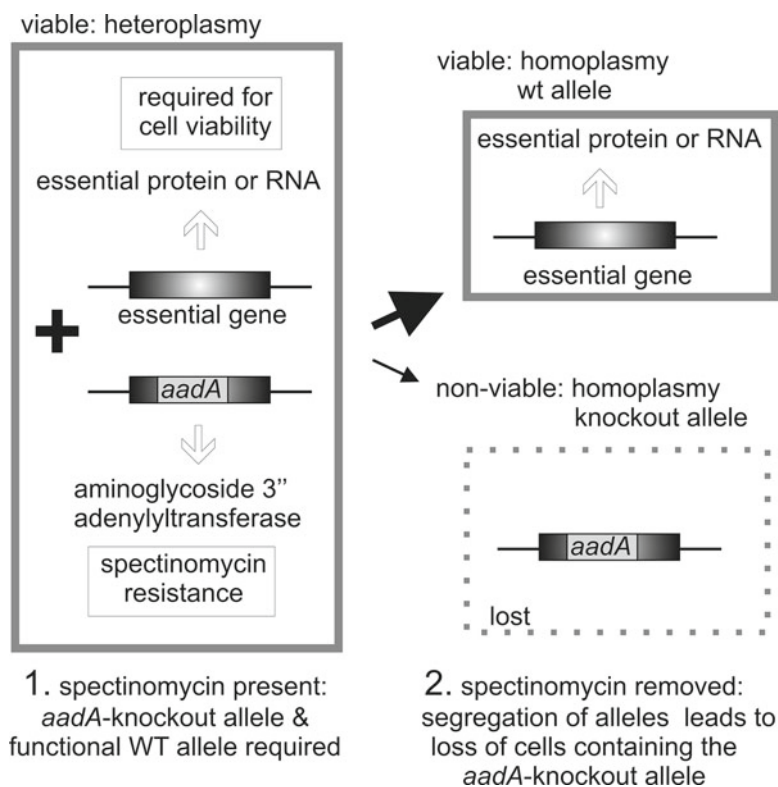 viable: heteroplasmy
required for
cell viability
essential protein or RNA
essential gene
+
aadA
aminoglycoside 3’’
adenylyltransferase
spectinomycin
resistance
1. spectinomycin present:
aadA-knockout allele &
functional WT allele required
viable: homoplasmy
wt allele
essential protein or RNA
essential gene
non-viable: homoplasmy
knockout allele
aadA
lost
2. spectinomycin removed:
segregation of alleles leads to
loss of cells containing the
aadA-knockout allele